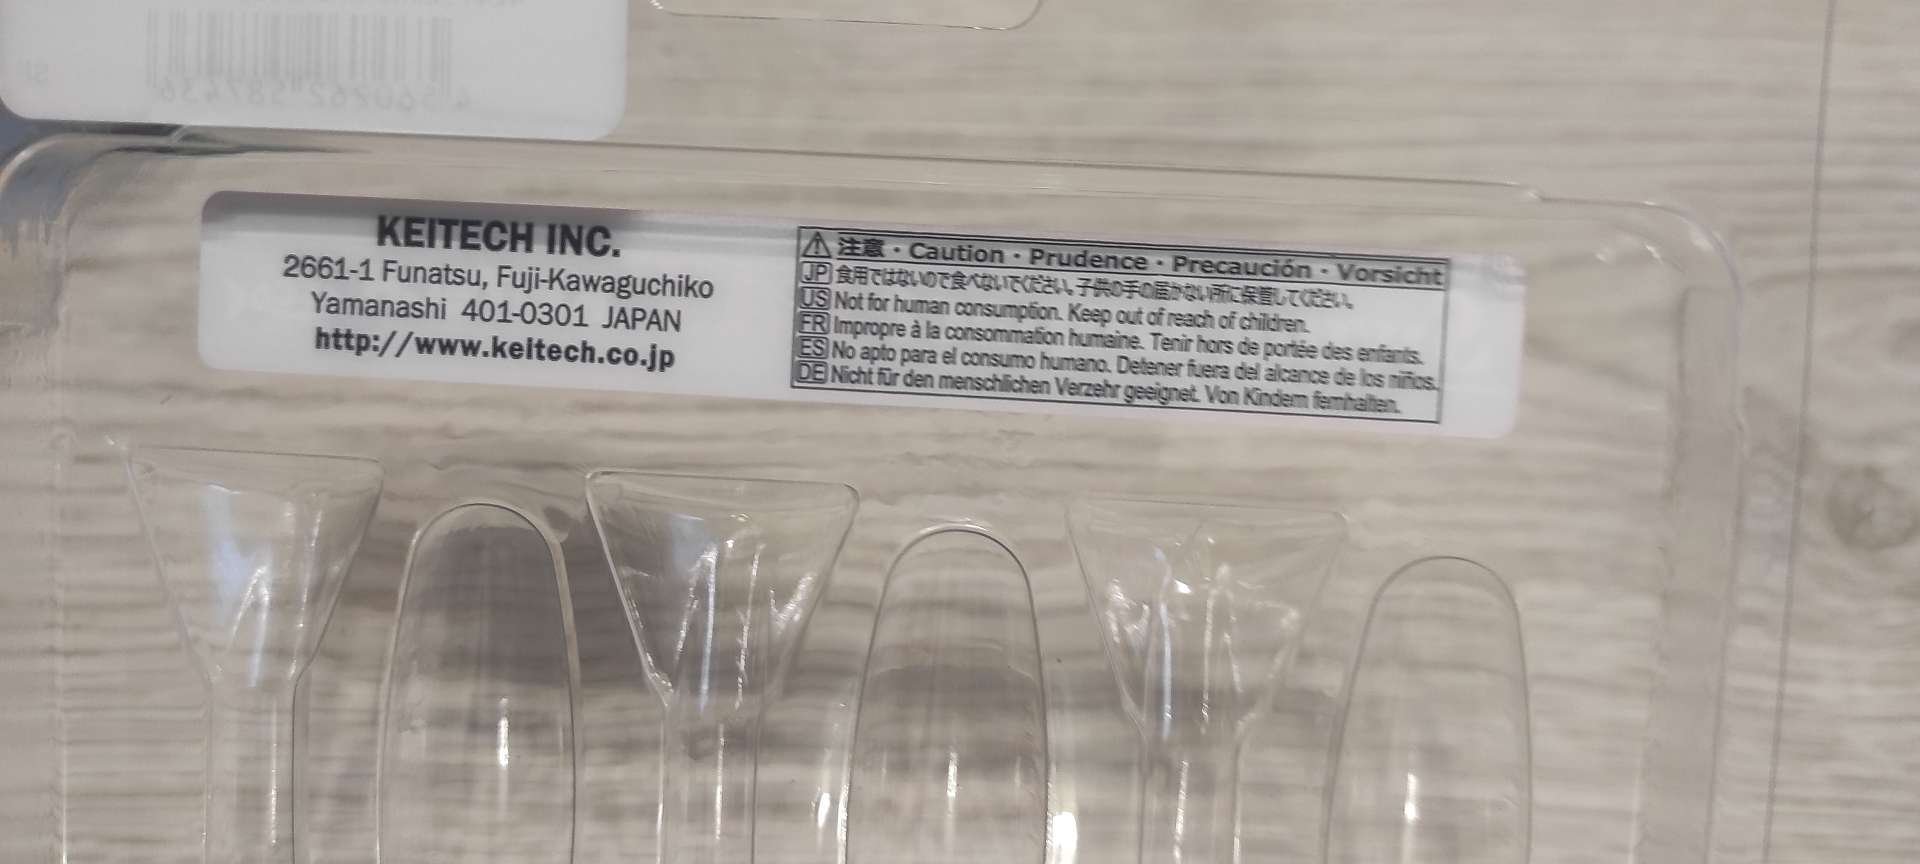 KEITECH INC.
2661-1 Funatsu, Fuji-Kawaguchiko
Yamanashi 401-0301 JAPAN
http://www.keitech.co.jp
注意・Caution・Prudence・Precaución・Vorsicht
JP 食用ではないので食べないでください。子供の手の届かない所に保管してください。
US Not for human consumption. Keep out of reach of children.
FR Impropre à la consommation humaine. Tenir hors de portée des enfants.
ES No apto para el consumo humano. Detener fuera del alcance de los niños.
DE Nicht für den menschlichen Verzehr geeignet. Von Kindern fernhalten.
4 560262 587436